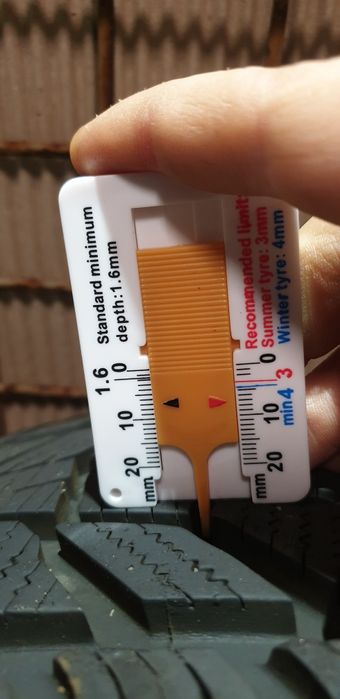 Standard minimum
depth:1.6mm
Recommended limit:
Summer tyre: 3mm
Winter tyre: 4mm
1.6
0
10
20
mm
0
3
min4
10
20
mm